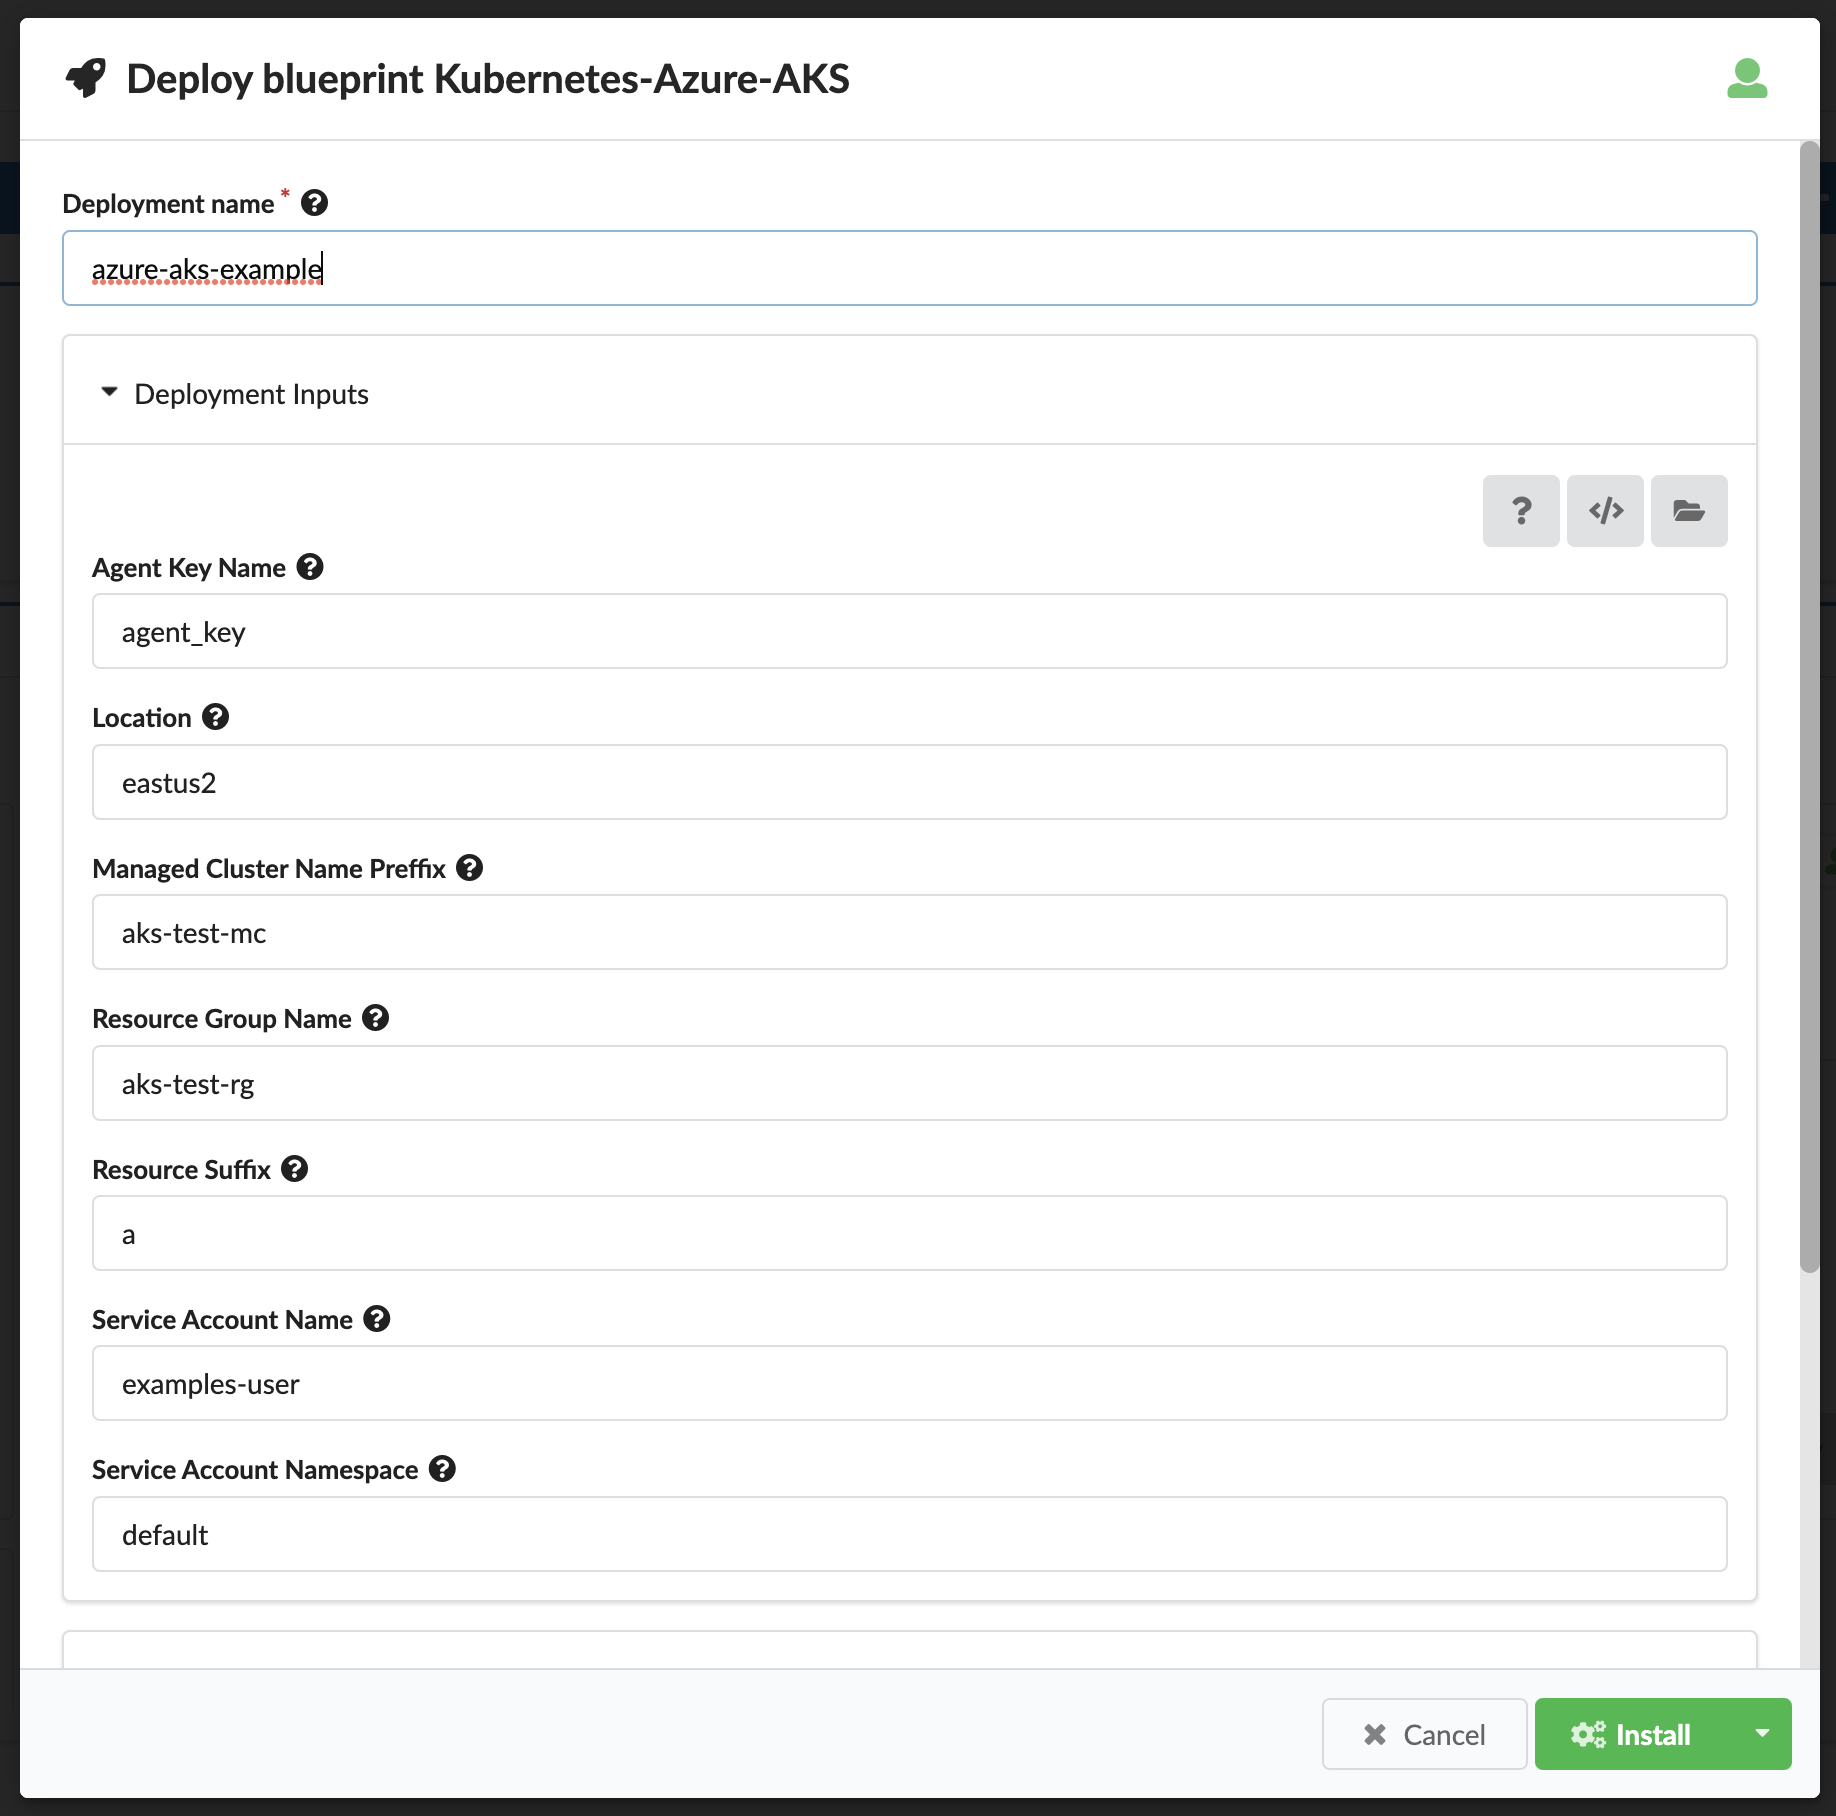 Deploy blueprint Kubernetes-Azure-AKS
Deployment name *
azure-aks-example
Deployment Inputs
Agent Key Name
agent_key
Location
eastus2
Managed Cluster Name Preffix
aks-test-mc
Resource Group Name
aks-test-rg
Resource Suffix
a
Service Account Name
examples-user
Service Account Namespace
default
Cancel
Install